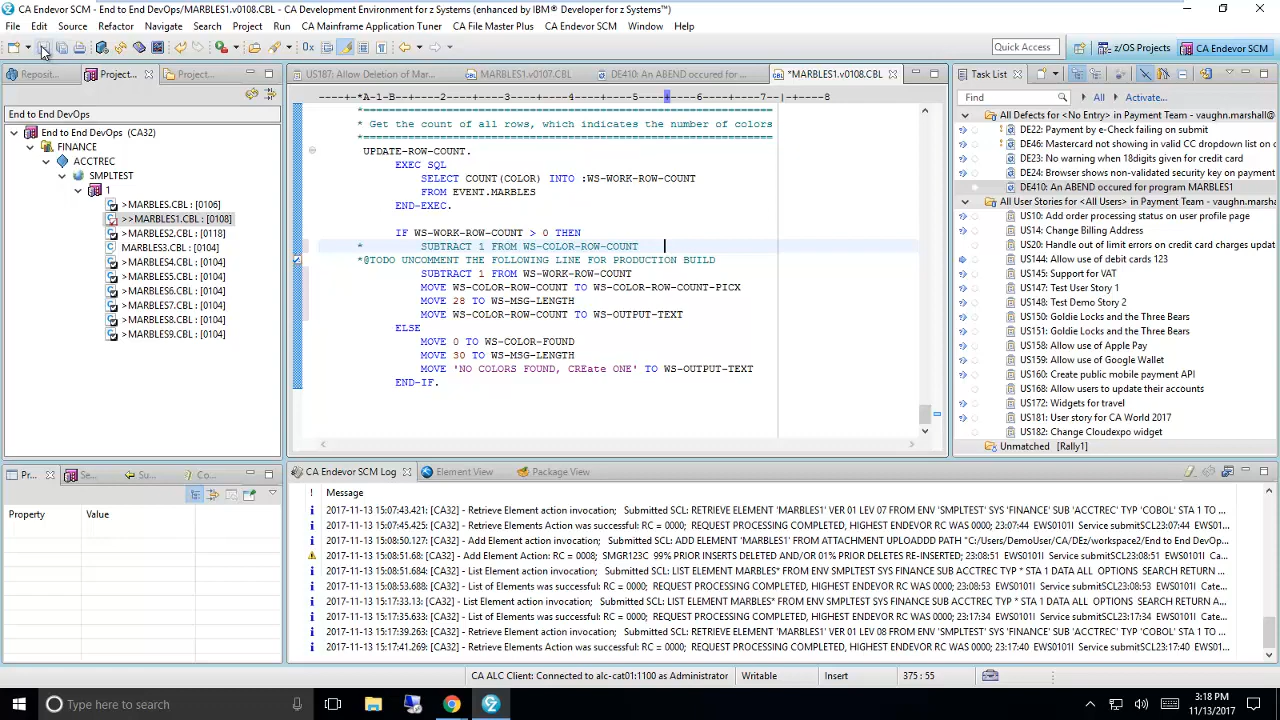 CA Endevor SCM - End to End DevOps/MARBLES1.v0108.CBL - CA Development Environment for z Systems (enhanced by IBM® Developer for z Systems™)
File Edit Source Refactor Navigate Search Project Run CA Mainframe Application Tuner CA File Master Plus CA Endevor SCM Window Help
Quick Access
z/OS Projects
CA Endevor SCM
Reposit...
Project...
Project...
US187: Allow Deletion of Mar...
MARBLES1.v0107.CBL
DE410: An ABEND occured for ...
*MARBLES1.v0108.CBL
Task List
End to End DevOps
End to End DevOps (CA32)
FINANCE
ACCTREC
SMPLTEST
1
>MARBLES.CBL : [0106]
>>MARBLES1.CBL : [0108]
>MARBLES2.CBL : [0118]
MARBLES3.CBL : [0104]
>MARBLES4.CBL : [0104]
>MARBLES5.CBL : [0104]
>MARBLES6.CBL : [0104]
>MARBLES7.CBL : [0104]
>MARBLES8.CBL : [0104]
>MARBLES9.CBL : [0104]
----+-*A-1-B--+----2----+----3----+----4----+----5----+----6----+----7--|-+----8
*================================================================
* Get the count of all rows, which indicates the number of colors
*================================================================
UPDATE-ROW-COUNT.
EXEC SQL
SELECT COUNT(COLOR) INTO :WS-WORK-ROW-COUNT
FROM EVENT.MARBLES
END-EXEC.
IF WS-WORK-ROW-COUNT > 0 THEN
* SUBTRACT 1 FROM WS-COLOR-ROW-COUNT
*@TODO UNCOMMENT THE FOLLOWING LINE FOR PRODUCTION BUILD
SUBTRACT 1 FROM WS-WORK-ROW-COUNT
MOVE WS-COLOR-ROW-COUNT TO WS-COLOR-ROW-COUNT-PICX
MOVE 28 TO WS-MSG-LENGTH
MOVE WS-COLOR-ROW-COUNT TO WS-OUTPUT-TEXT
ELSE
MOVE 0 TO WS-COLOR-FOUND
MOVE 30 TO WS-MSG-LENGTH
MOVE 'NO COLORS FOUND, CREate ONE' TO WS-OUTPUT-TEXT
END-IF.
Find
All
Activate...
All Defects for <No Entry> in Payment Team - vaughn.marshall@
DE22: Payment by e-Check failing on submit
DE46: Mastercard not showing in valid CC dropdown list on c
DE23: No warning when 18digits given for credit card
DE24: Browser shows non-validated security key on payment
DE410: An ABEND occured for program MARBLES1
All User Stories for <All Users> in Payment Team - vaughn.mars
US10: Add order processing status on user profile page
US14: Change Billing Address
US20: Handle out of limit errors on credit card charges updat
US144: Allow use of debit cards 123
US145: Support for VAT
US147: Test User Story 1
US148: Test Demo Story 2
US150: Goldie Locks and the Three Bears
US151: Goldie Locks and the Three Bears
US158: Allow use of Apple Pay
US159: Allow use of Google Wallet
US160: Create public mobile payment API
US168: Allow users to update their accounts
US172: Widgets for travel
US181: User story for CA World 2017
US182: Change Cloudexpo widget
Unmatched [Rally1]
Pr...
Se...
Su...
Co...
Property Value
CA Endevor SCM Log
Element View
Package View
! Message
2017-11-13 15:07:43.421: [CA32] - Retrieve Element action invocation; Submitted SCL: RETRIEVE ELEMENT 'MARBLES1' VER 01 LEV 07 FROM ENV 'SMPLTEST' SYS 'FINANCE' SUB 'ACCTREC' TYP 'COBOL' STA 1 TO ...
2017-11-13 15:07:45.425: [CA32] - Retrieve Elements Action was successful: RC = 0000; REQUEST PROCESSING COMPLETED, HIGHEST ENDEVOR RC WAS 0000; 23:07:44 EWS0101I Service submitSCL23:07:44 EWS01...
2017-11-13 15:08:50.127: [CA32] - Add Element action invocation; Submitted SCL: ADD ELEMENT 'MARBLES1' FROM ATTACHMENT UPLOADDD PATH "C:/Users/DemoUser/CA/DEz/workspace2/End to End DevO...
2017-11-13 15:08:51.68: [CA32] - Add Element Action: RC = 0008; SMGR123C 99% PRIOR INSERTS DELETED AND/OR 01% PRIOR DELETES RE-INSERTED; 23:08:51 EWS0101I Service submitSCL23:08:51 EWS01...
2017-11-13 15:08:51.684: [CA32] - List Element action invocation; Submitted SCL: LIST ELEMENT MARBLES* FROM ENV SMPLTEST SYS FINANCE SUB ACCTREC TYP * STA 1 DATA ALL OPTIONS SEARCH RETURN ...
2017-11-13 15:08:53.688: [CA32] - List of Elements was successful: RC = 0000; REQUEST PROCESSING COMPLETED, HIGHEST ENDEVOR RC WAS 0000; 23:08:53 EWS0101I Service submitSCL23:08:53 EWS0101I Cate...
2017-11-13 15:17:33.13: [CA32] - List Element action invocation; Submitted SCL: LIST ELEMENT MARBLES* FROM ENV SMPLTEST SYS FINANCE SUB ACCTREC TYP * STA 1 DATA ALL OPTIONS SEARCH RETURN A...
2017-11-13 15:17:35.633: [CA32] - List of Elements was successful: RC = 0000; REQUEST PROCESSING COMPLETED, HIGHEST ENDEVOR RC WAS 0000; 23:17:34 EWS0101I Service submitSCL23:17:34 EWS0101I Cate...
2017-11-13 15:17:39.263: [CA32] - Retrieve Element action invocation; Submitted SCL: RETRIEVE ELEMENT 'MARBLES1' VER 01 LEV 08 FROM ENV 'SMPLTEST' SYS 'FINANCE' SUB 'ACCTREC' TYP 'COBOL' STA 1 TO ...
2017-11-13 15:17:41.269: [CA32] - Retrieve Elements Action was successful: RC = 0000; REQUEST PROCESSING COMPLETED, HIGHEST ENDEVOR RC WAS 0000; 23:17:40 EWS0101I Service submitSCL23:17:40 EWS01...
CA ALC Client: Connected to alc-cat01:1100 as Administrator Writable Insert 375 : 55
Type here to search
3:18 PM
11/13/2017